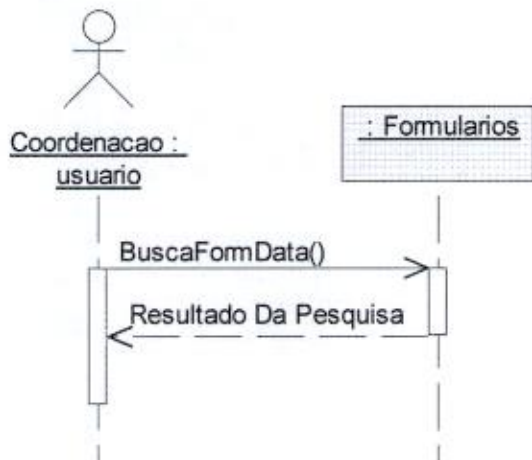 Coordenacao :
usuario
: Formularios
BuscaFormData()
Resultado Da Pesquisa